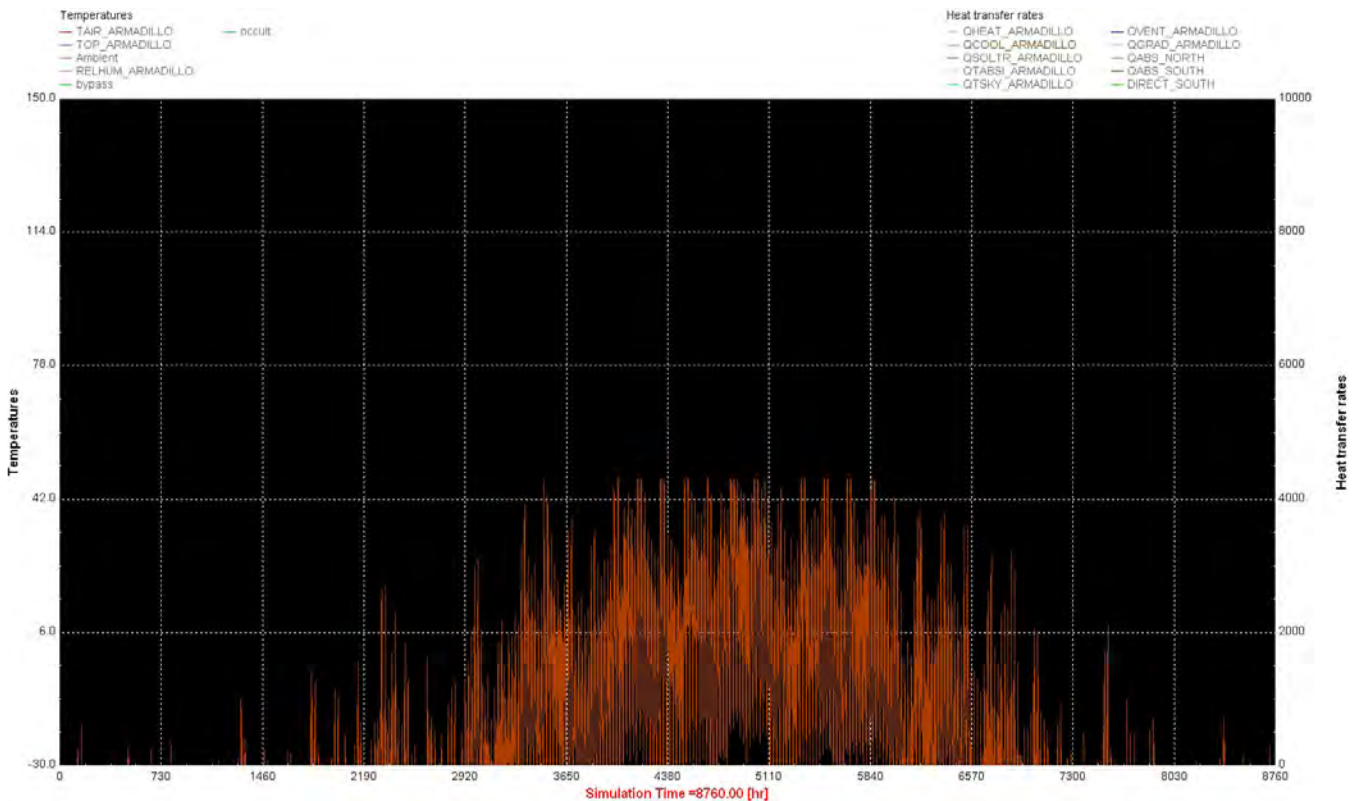 Temperatures
TAIR_ARMADILLO occult
TOP_ARMADILLO
Ambient
RELHUM_ARMADILLO
bypass
Heat transfer rates
QHEAT_ARMADILLO QVENT_ARMADILLO
QCOOL_ARMADILLO QGRAD_ARMADILLO
QSOLTR_ARMADILLO QABS_NORTH
QTABSI_ARMADILLO QABS_SOUTH
QTSKY_ARMADILLO DIRECT_SOUTH
150.0
114.0
78.0
42.0
6.0
-30.0
Temperatures
10000
8000
6000
4000
2000
0
Heat transfer rates
0 730 1460 2190 2920 3650 4380 5110 5840 6570 7300 8030 8760
Simulation Time =8760.00 [hr]